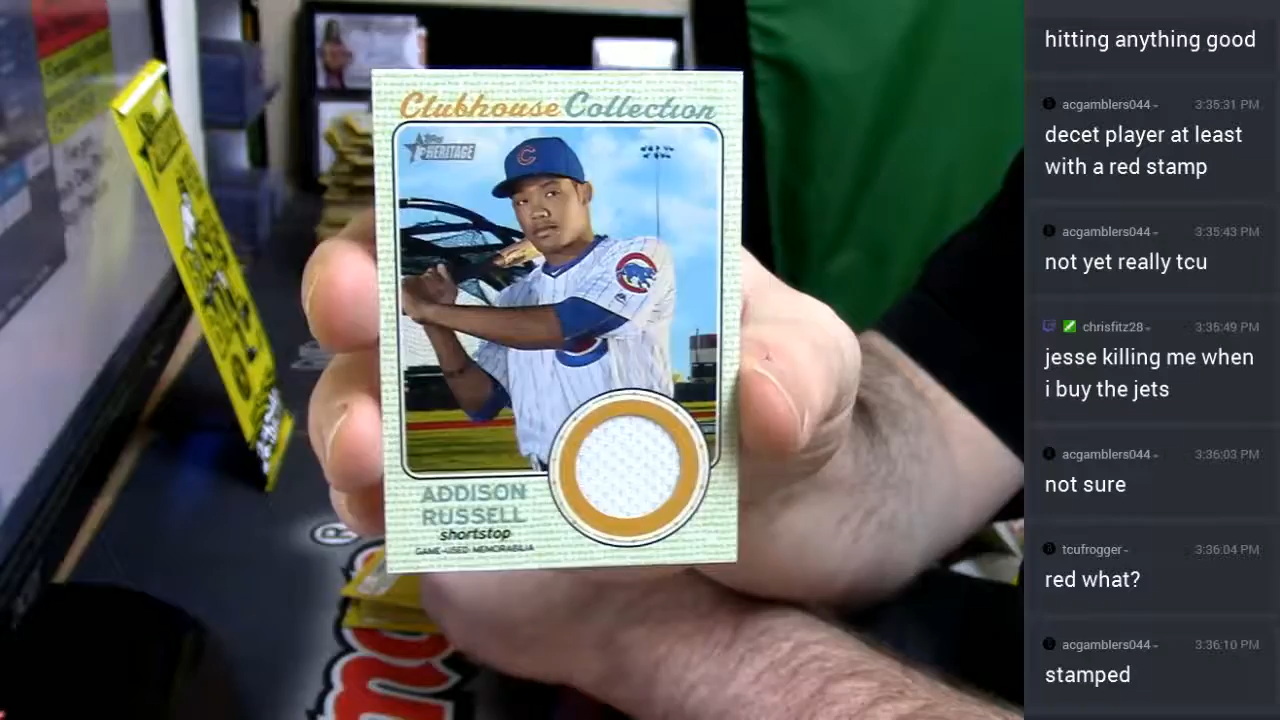 Clubhouse Collection
Topps
HERITAGE
C
ADDISON
RUSSELL
shortstop
GAME-USED MEMORABILIA
hitting anything good
acgamblers044 3:35:31 PM
decet player at least
with a red stamp
acgamblers044 3:35:43 PM
not yet really tcu
chrisfitz28 3:35:49 PM
jesse killing me when
i buy the jets
acgamblers044 3:36:03 PM
not sure
tcufrogger 3:36:04 PM
red what?
acgamblers044 3:36:10 PM
stamped